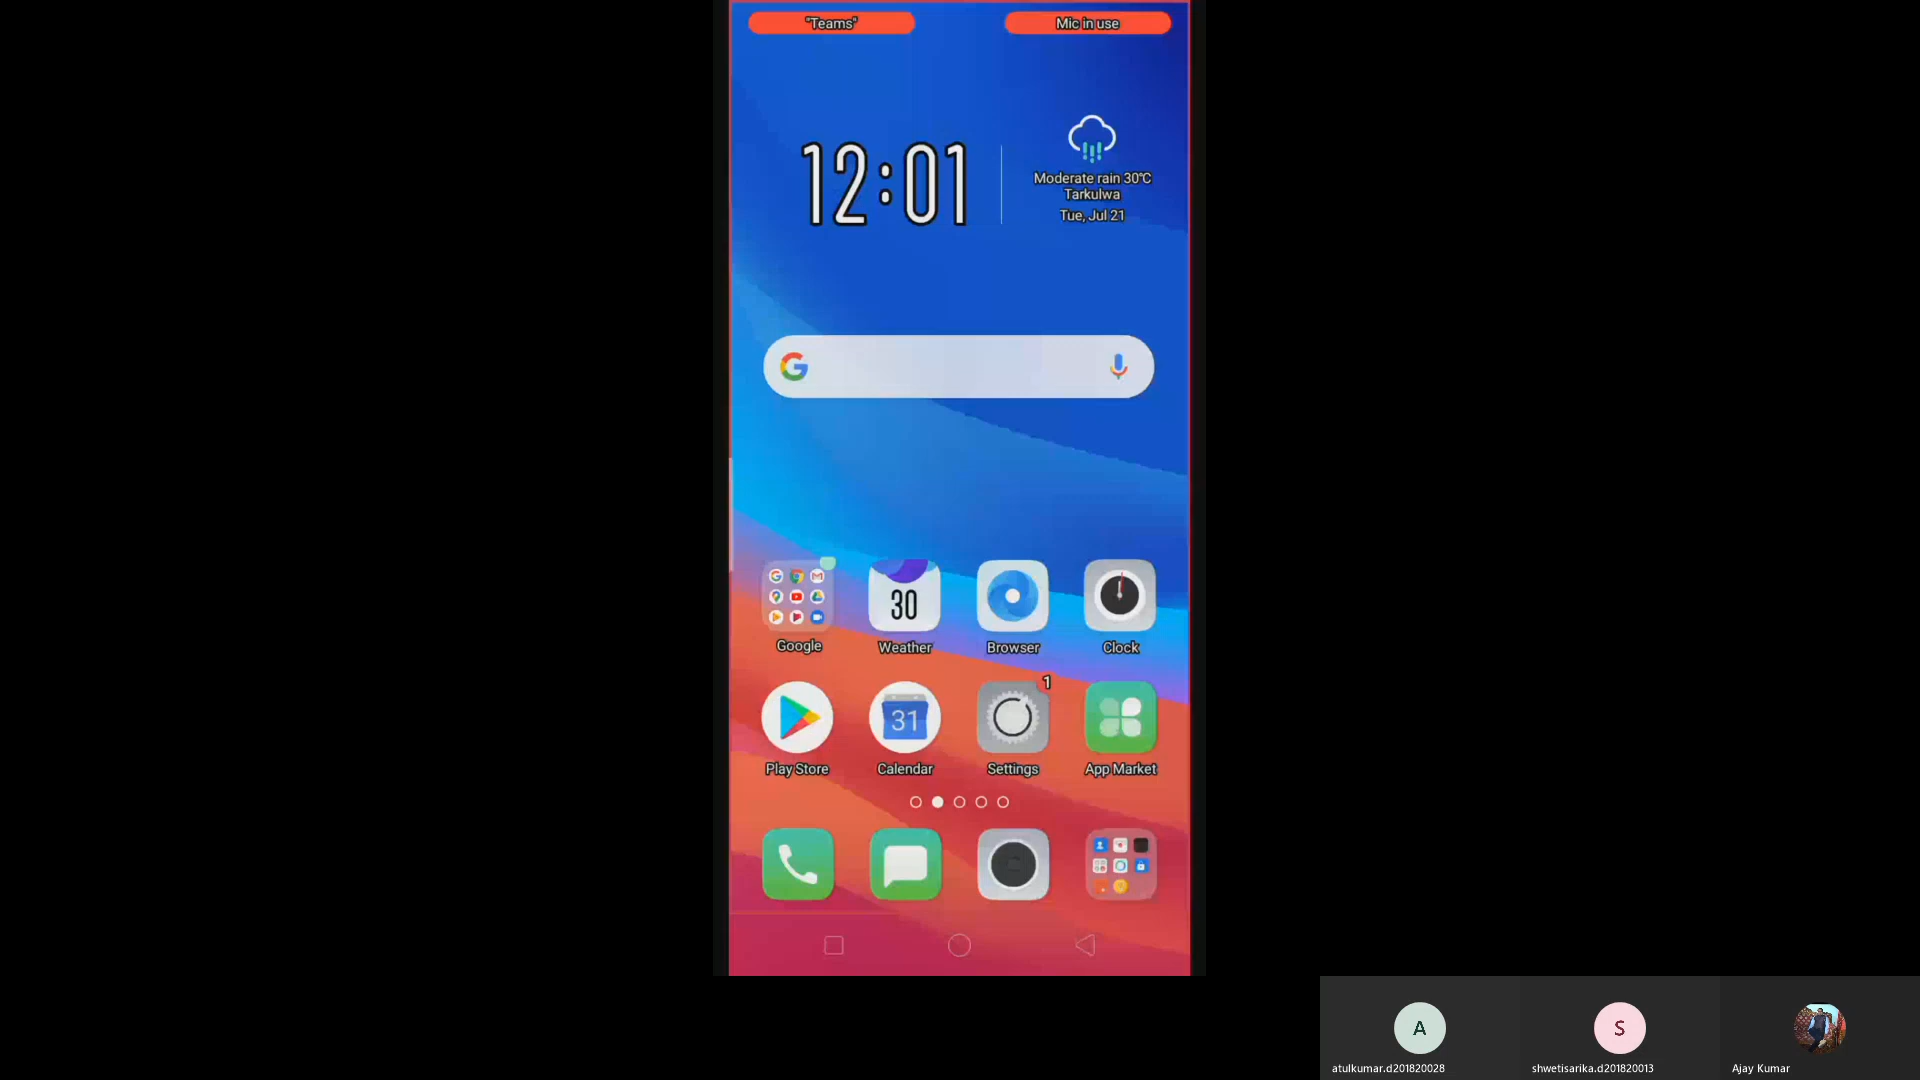 "Teams"
Mic in use
12:01
Moderate rain 30℃
Tarkulwa
Tue, Jul 21
30
Google
Weather
Browser
Clock
1
31
Play Store
Calendar
Settings
App Market
A
S
atulkumar.d201820028
shwetisarika.d201820013
Ajay Kumar